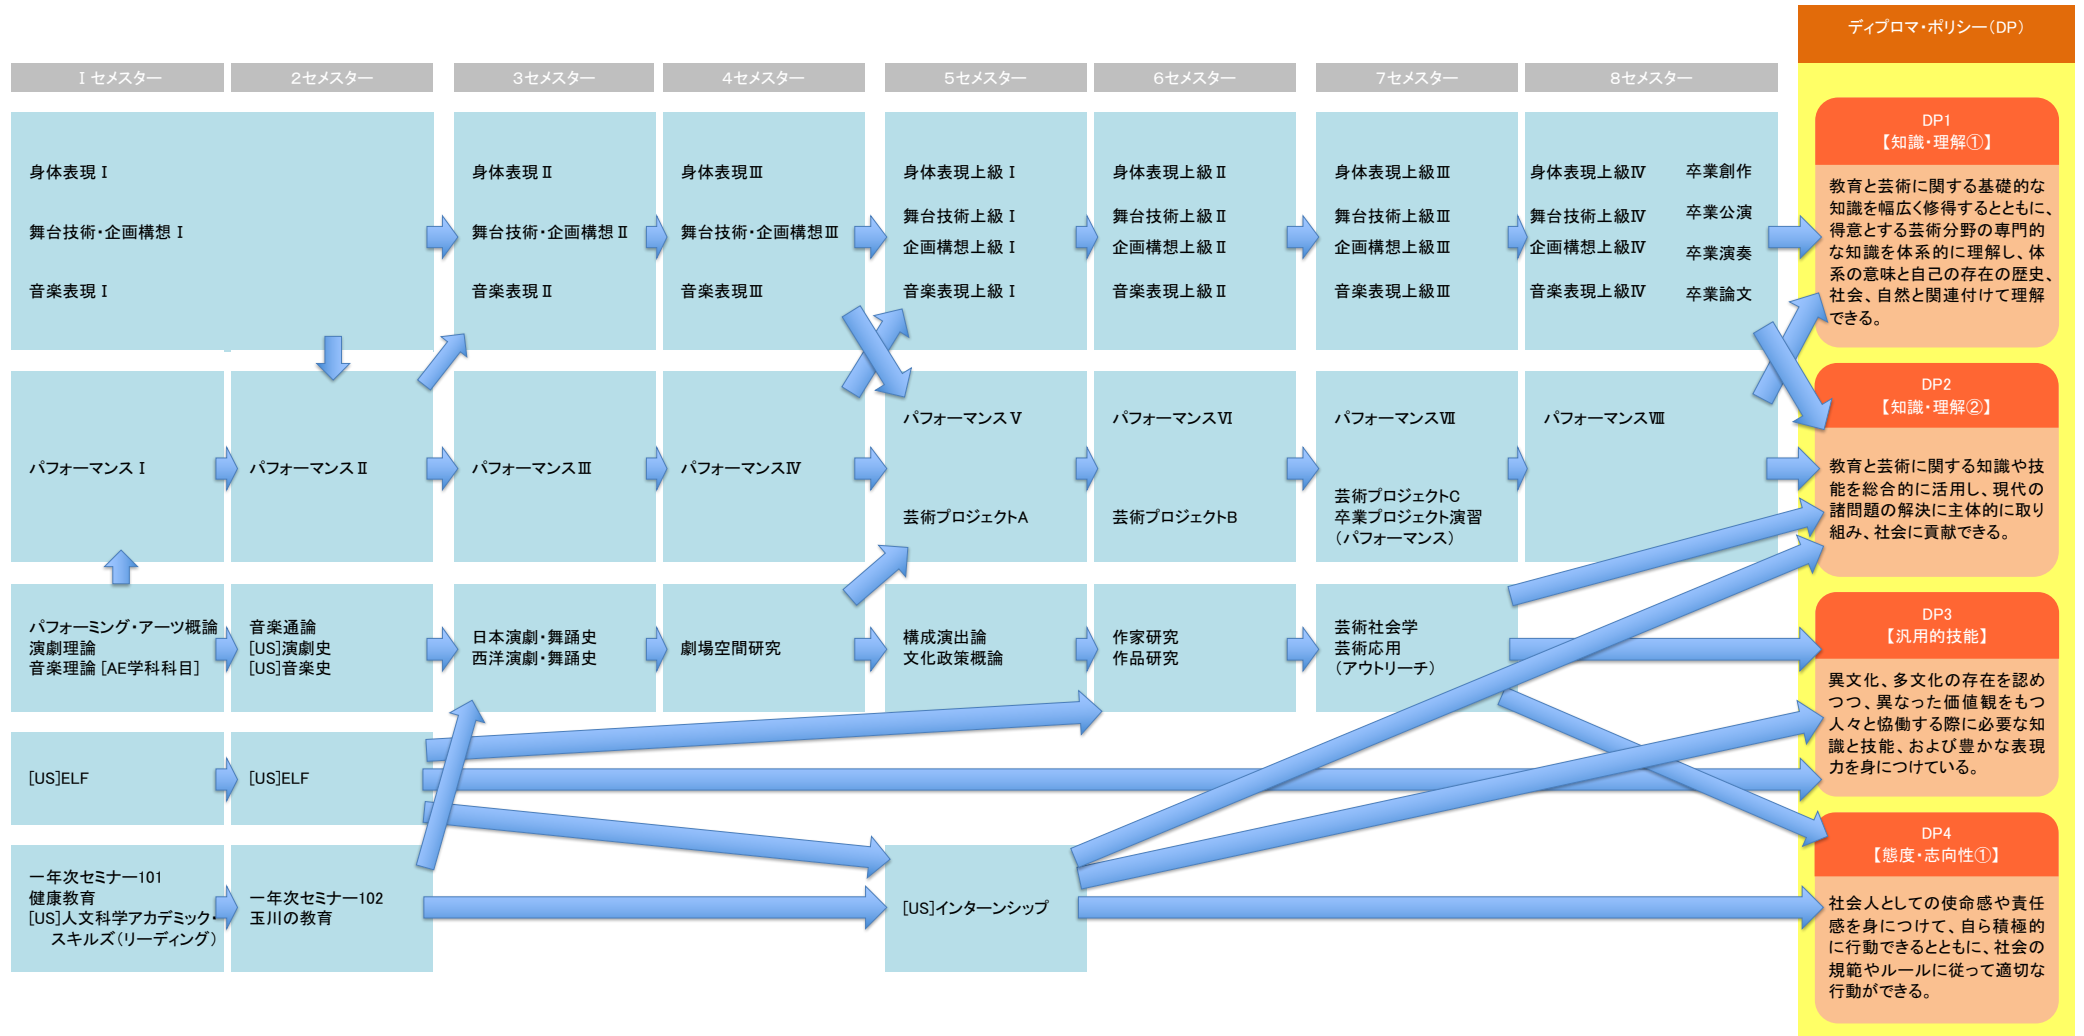 ディプロマ・ポリシー(DP)
Ⅰセメスター
2セメスター
3セメスター
4セメスター
5セメスター
6セメスター
7セメスター
8セメスター
身体表現Ⅰ
舞台技術・企画構想Ⅰ
音楽表現Ⅰ
身体表現Ⅱ
舞台技術・企画構想Ⅱ
音楽表現Ⅱ
身体表現Ⅲ
舞台技術・企画構想Ⅲ
音楽表現Ⅲ
身体表現上級Ⅰ
舞台技術上級Ⅰ
企画構想上級Ⅰ
音楽表現上級Ⅰ
身体表現上級Ⅱ
舞台技術上級Ⅱ
企画構想上級Ⅱ
音楽表現上級Ⅱ
身体表現上級Ⅲ
舞台技術上級Ⅲ
企画構想上級Ⅲ
音楽表現上級Ⅲ
身体表現上級Ⅳ
舞台技術上級Ⅳ
企画構想上級Ⅳ
音楽表現上級Ⅳ
卒業創作
卒業公演
卒業演奏
卒業論文
パフォーマンスⅠ
パフォーマンスⅡ
パフォーマンスⅢ
パフォーマンスⅣ
パフォーマンスⅤ
芸術プロジェクトA
パフォーマンスⅥ
芸術プロジェクトB
パフォーマンスⅦ
芸術プロジェクトC
卒業プロジェクト演習
(パフォーマンス)
パフォーマンスⅧ
パフォーミング・アーツ概論
演劇理論
音楽理論 [AE学科科目]
音楽通論
[US]演劇史
[US]音楽史
日本演劇・舞踊史
西洋演劇・舞踊史
劇場空間研究
構成演出論
文化政策概論
作家研究
作品研究
芸術社会学
芸術応用
(アウトリーチ)
[US]ELF
[US]ELF
一年次セミナー101
健康教育
[US]人文科学アカデミック・
スキルズ(リーディング)
一年次セミナー102
玉川の教育
[US]インターンシップ
DP1
【知識・理解①】
教育と芸術に関する基礎的な
知識を幅広く修得するとともに、
得意とする芸術分野の専門的
な知識を体系的に理解し、体
系の意味と自己の存在の歴史、
社会、自然と関連付けて理解
できる。
DP2
【知識・理解②】
教育と芸術に関する知識や技
能を総合的に活用し、現代の
諸問題の解決に主体的に取り
組み、社会に貢献できる。
DP3
【汎用的技能】
異文化、多文化の存在を認め
つつ、異なった価値観をもつ
人々と協働する際に必要な知
識と技能、および豊かな表現
力を身につけている。
DP4
【態度・志向性①】
社会人としての使命感や責任
感を身につけて、自ら積極的
に行動できるとともに、社会の
規範やルールに従って適切な
行動ができる。